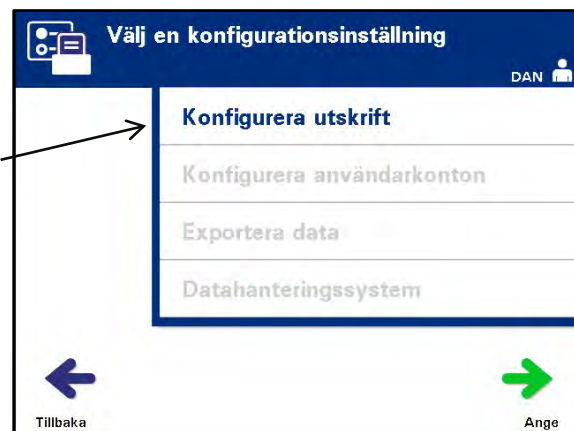 Välj en konfigurationsinställning
DAN
Konfigurera utskrift
Konfigurera användarkonton
Exportera data
Datahanteringssystem
Tillbaka
Ange